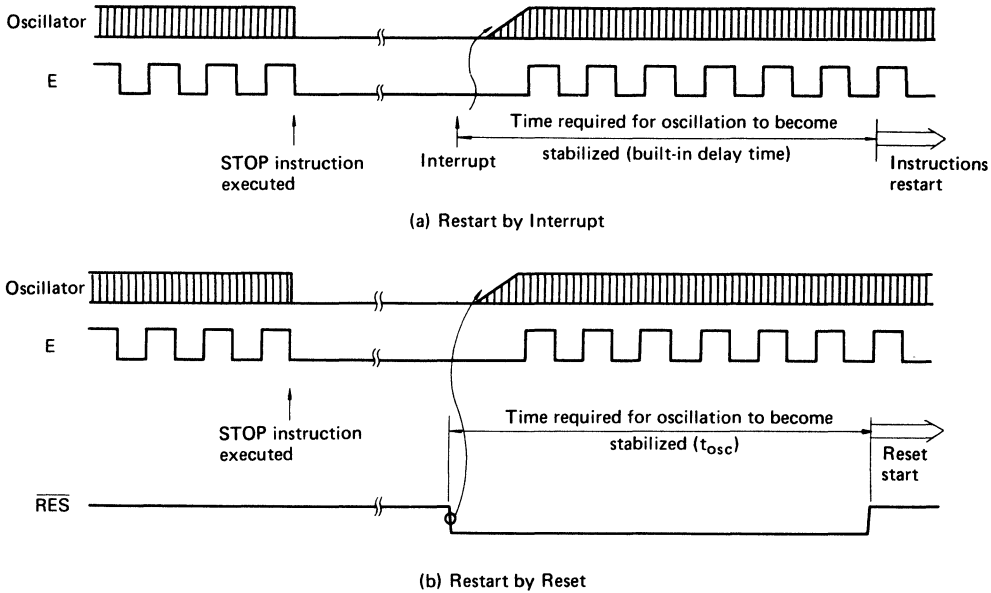 Oscillator
E
STOP instruction
executed
Interrupt
Time required for oscillation to become
stabilized (built-in delay time)
Instructions
restart
(a) Restart by Interrupt
Oscillator
E
STOP instruction
executed
Time required for oscillation to become
stabilized (tosc)
Reset
start
RES
(b) Restart by Reset